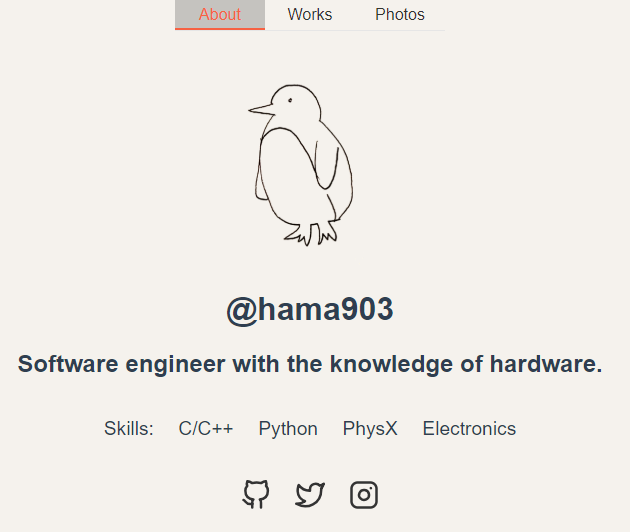 About Works Photos
@hama903
Software engineer with the knowledge of hardware.
Skills: C/C++ Python PhysX Electronics